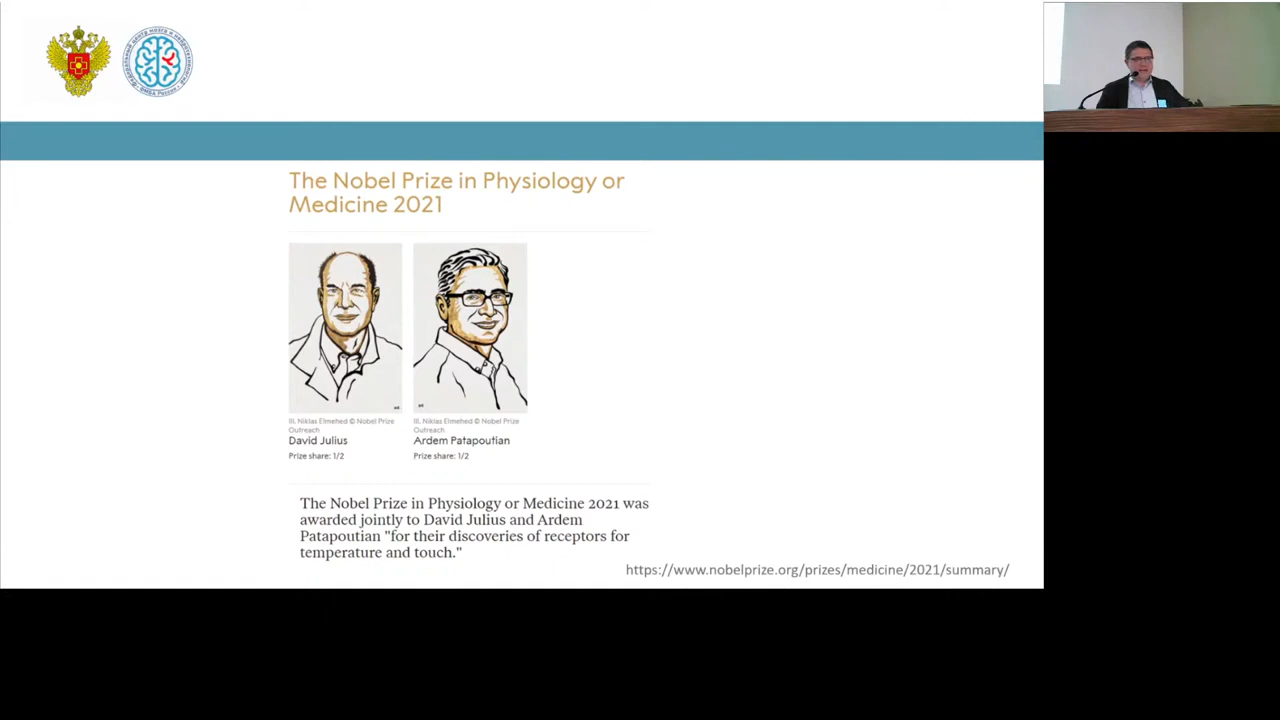 The Nobel Prize in Physiology or
Medicine 2021
Ill. Niklas Elmehed © Nobel Prize
Outreach
David Julius
Prize share: 1/2
Ill. Niklas Elmehed © Nobel Prize
Outreach
Ardem Patapoutian
Prize share: 1/2
The Nobel Prize in Physiology or Medicine 2021 was
awarded jointly to David Julius and Ardem
Patapoutian "for their discoveries of receptors for
temperature and touch."
https://www.nobelprize.org/prizes/medicine/2021/summary/